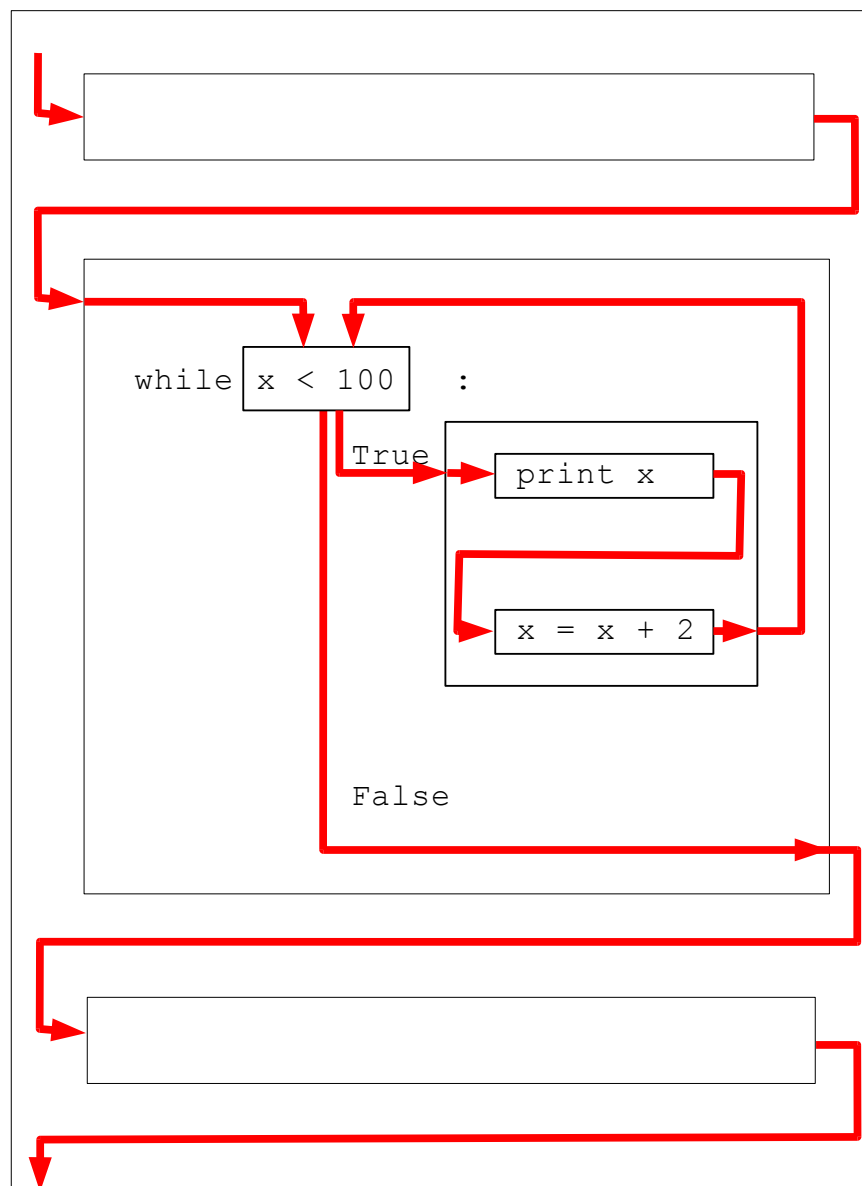 while x < 100 :
True
print x
x = x + 2
False